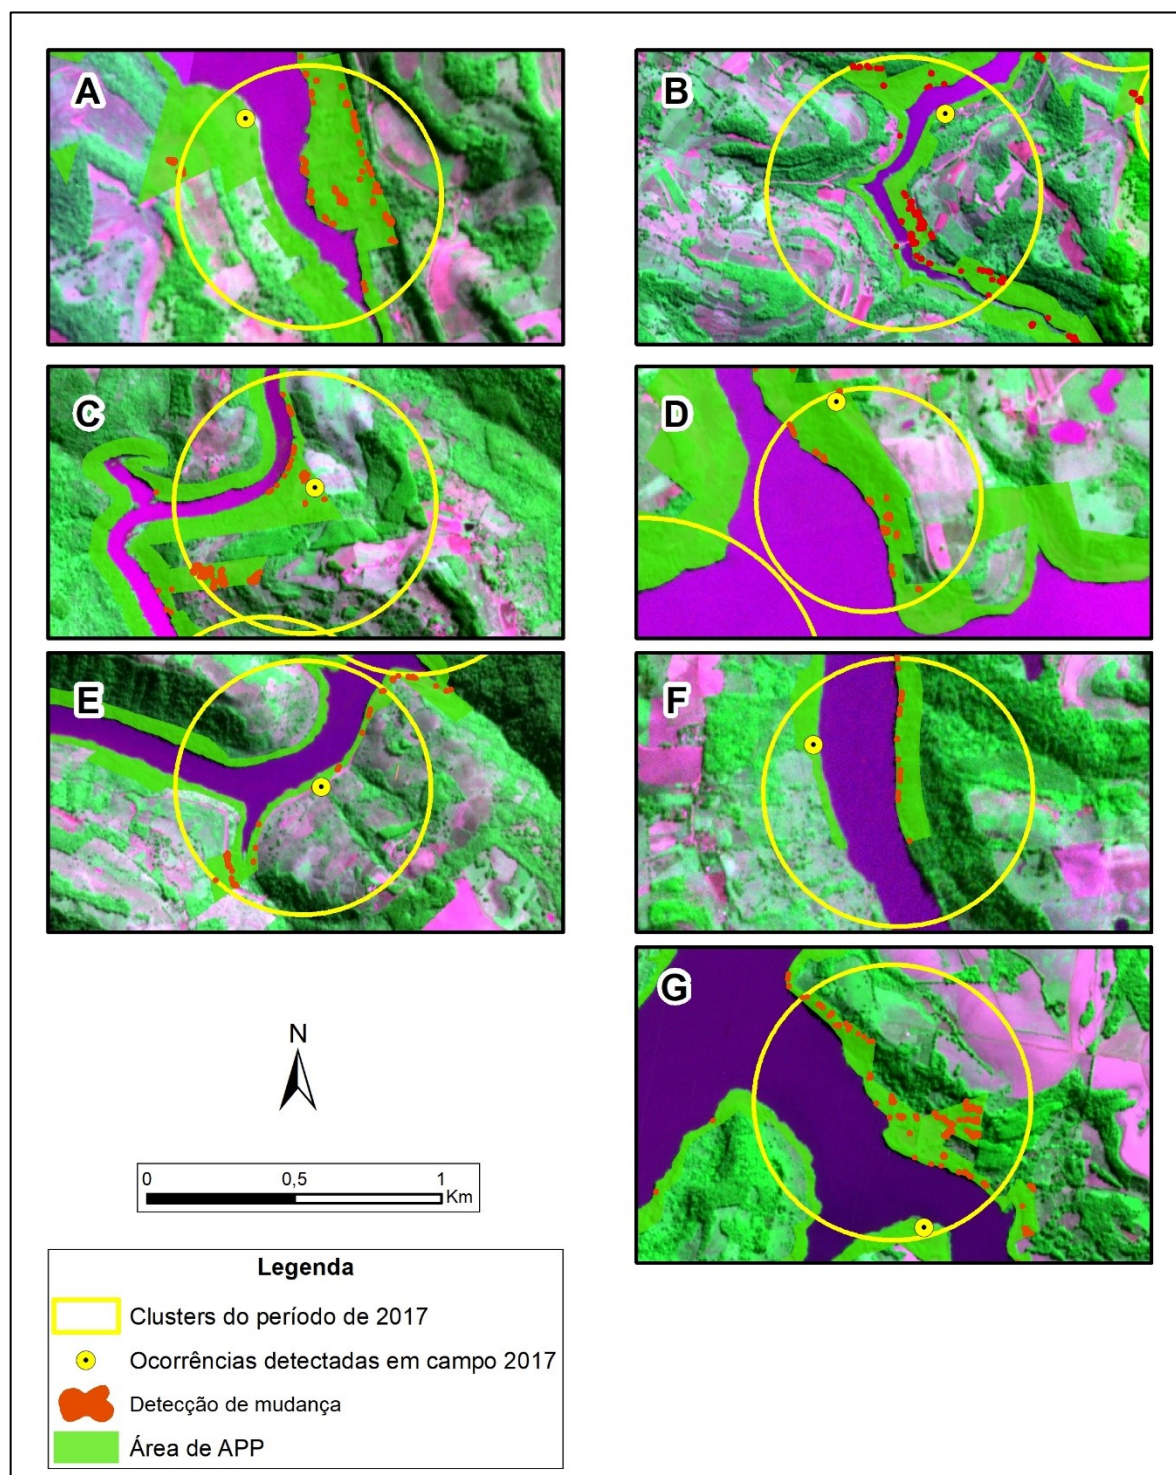 A
B
C
D
E
F
G
N
0 0,5 1
Km
Legenda
Clusters do período de 2017
Ocorrências detectadas em campo 2017
Detecção de mudança
Área de APP